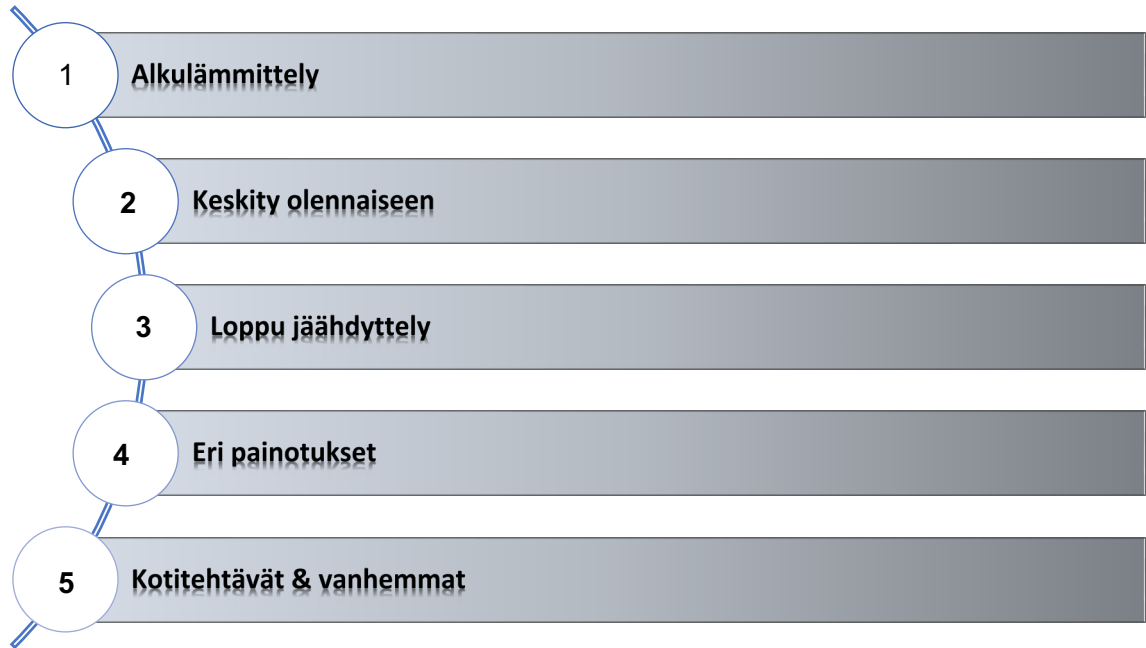 1 Alkulämmittely
2 Keskity olennaiseen
3 Loppu jäähdyttely
4 Eri painotukset
5 Kotitehtävät & vanhemmat